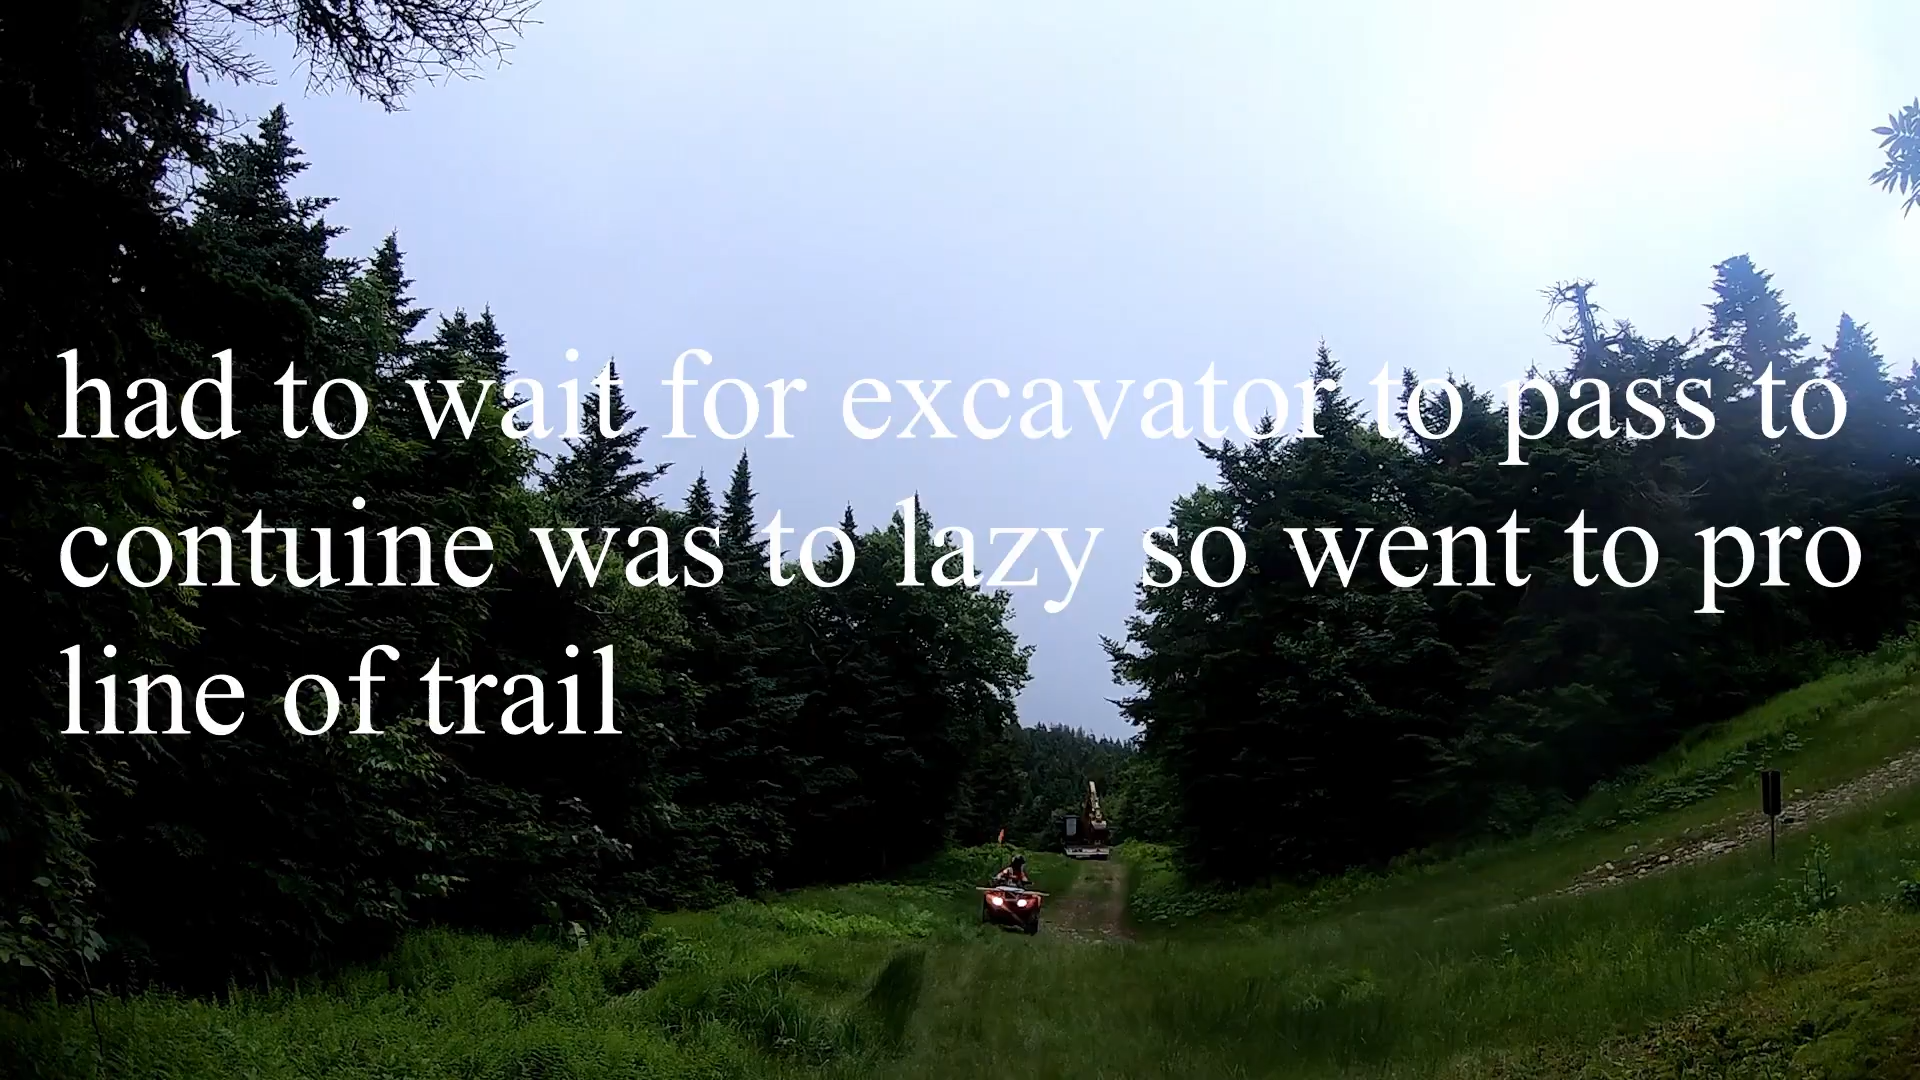 had to wait for excavator to pass to
contuine was to lazy so went to pro
line of trail